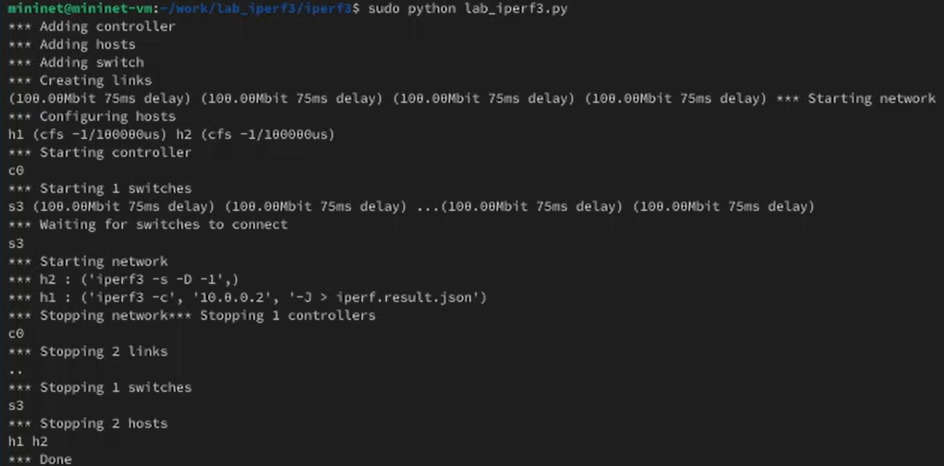 mininet@mininet-vm:~/work/lab_iperf3/iperf3$ sudo python lab_iperf3.py
*** Adding controller
*** Adding hosts
*** Adding switch
*** Creating links
(100.00Mbit 75ms delay) (100.00Mbit 75ms delay) (100.00Mbit 75ms delay) (100.00Mbit 75ms delay) *** Starting network
*** Configuring hosts
h1 (cfs -1/100000us) h2 (cfs -1/100000us)
*** Starting controller
c0
*** Starting 1 switches
s3 (100.00Mbit 75ms delay) (100.00Mbit 75ms delay) ...(100.00Mbit 75ms delay) (100.00Mbit 75ms delay)
*** Waiting for switches to connect
s3
*** Starting network
*** h2 : ('iperf3 -s -D -1',)
*** h1 : ('iperf3 -c', '10.0.0.2', '-J > iperf.result.json')
*** Stopping network*** Stopping 1 controllers
c0
*** Stopping 2 links
..
*** Stopping 1 switches
s3
*** Stopping 2 hosts
h1 h2
*** Done